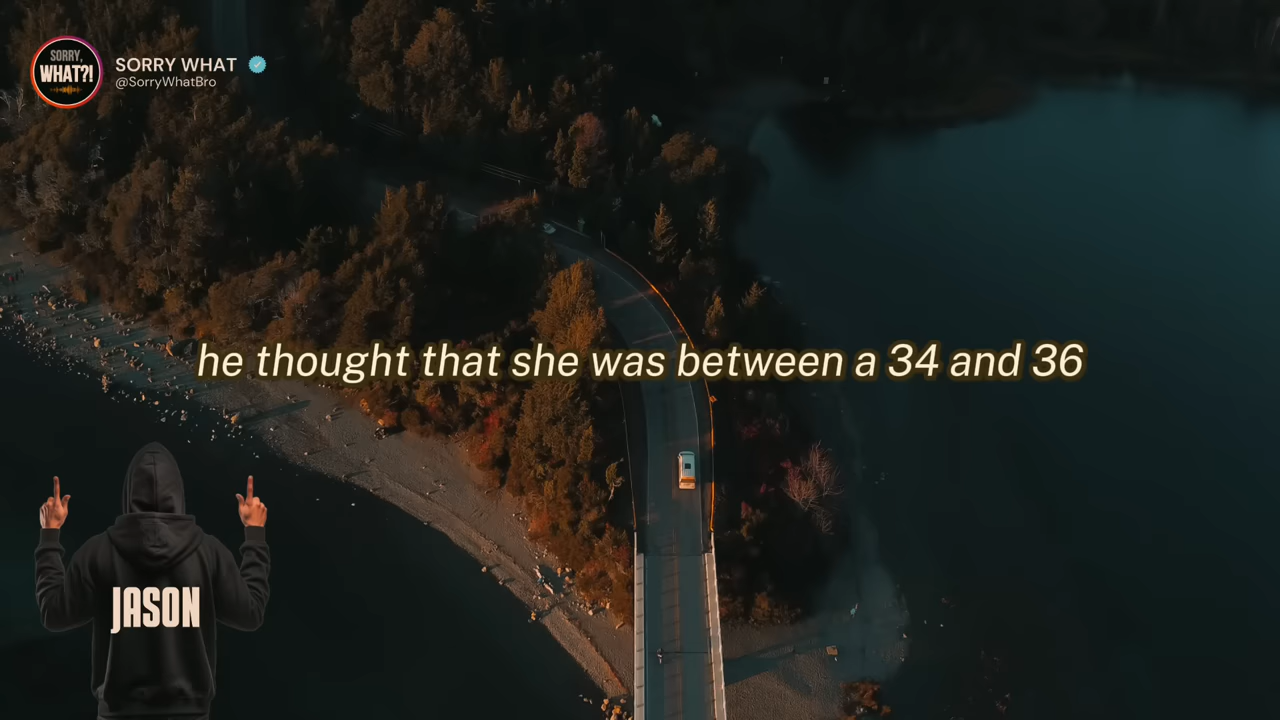 SORRY,
WHAT?!
SORRY WHAT
@SorryWhatBro
he thought that she was between a 34 and 36
JASON